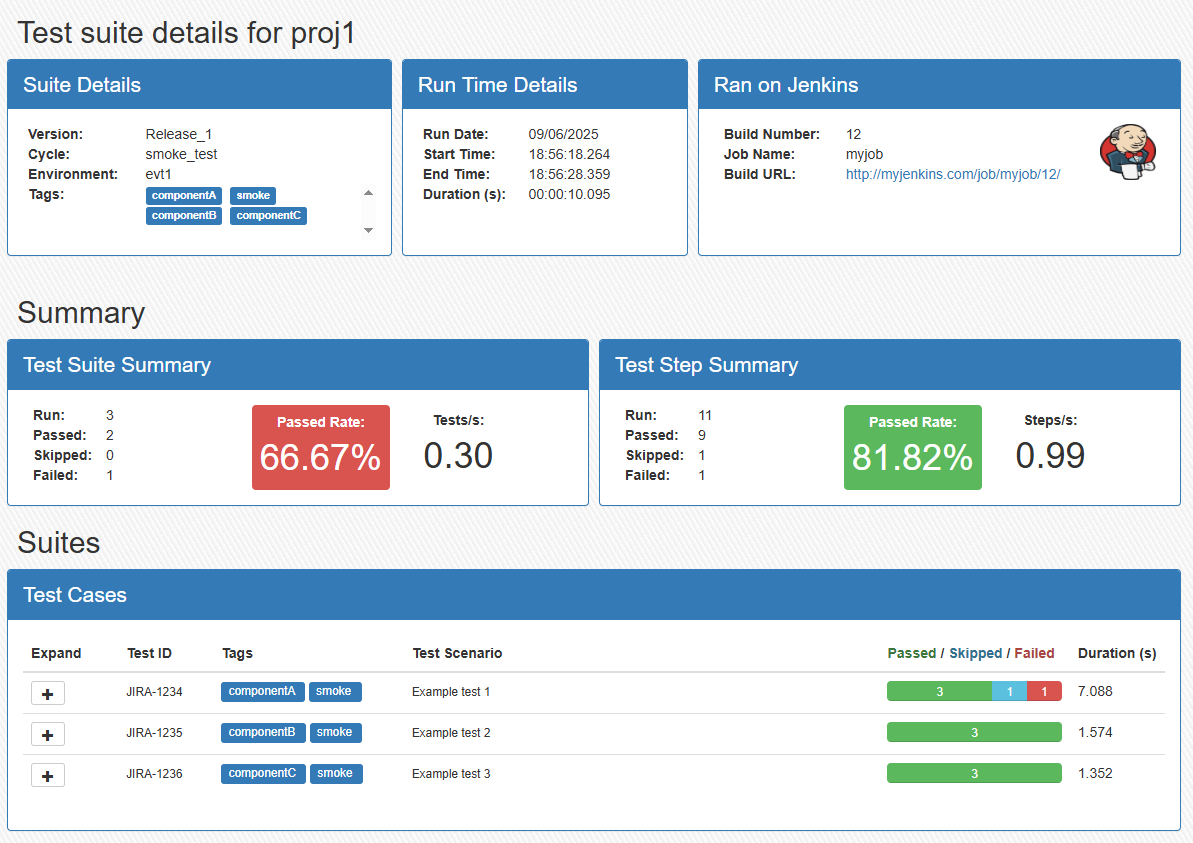 Test suite details for proj1
Suite Details
Version: Release_1
Cycle: smoke_test
Environment: evt1
Tags: componentA smoke
componentB componentC
Run Time Details
Run Date: 09/06/2025
Start Time: 18:56:18.264
End Time: 18:56:28.359
Duration (s): 00:00:10.095
Ran on Jenkins
Build Number: 12
Job Name: myjob
Build URL: http://myjenkins.com/job/myjob/12/
Summary
Test Suite Summary
Run: 3
Passed: 2
Skipped: 0
Failed: 1
Passed Rate:
66.67%
Tests/s:
0.30
Test Step Summary
Run: 11
Passed: 9
Skipped: 1
Failed: 1
Passed Rate:
81.82%
Steps/s:
0.99
Suites
Test Cases
Expand Test ID Tags Test Scenario Passed / Skipped / Failed Duration (s)
JIRA-1234 componentA smoke Example test 1 3 1 1 7.088
JIRA-1235 componentB smoke Example test 2 3 1.574
JIRA-1236 componentC smoke Example test 3 3 1.352